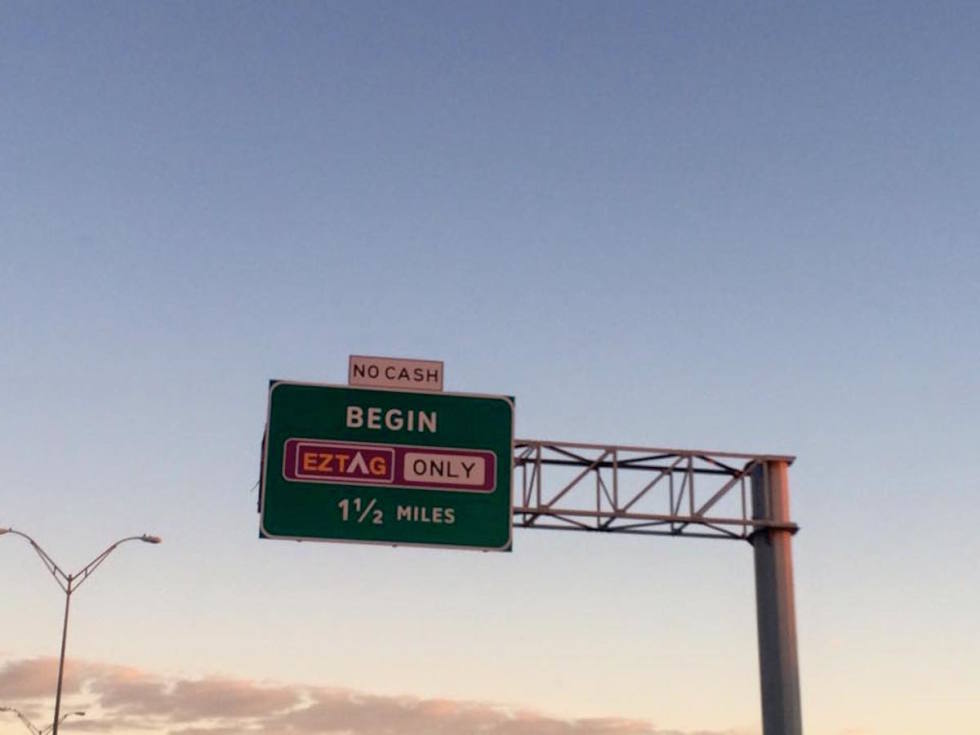 NO CASH
BEGIN
EZTAG ONLY
1½ MILES